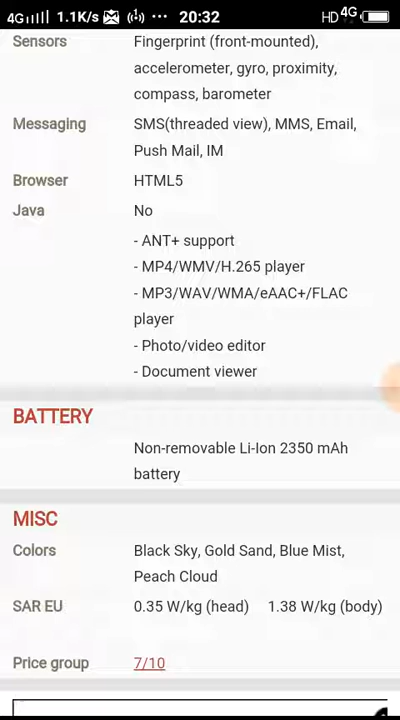 4G 1.1K/s 20:32 HD 4G
Sensors Fingerprint (front-mounted),
accelerometer, gyro, proximity,
compass, barometer
Messaging SMS(threaded view), MMS, Email,
Push Mail, IM
Browser HTML5
Java No
- ANT+ support
- MP4/WMV/H.265 player
- MP3/WAV/WMA/eAAC+/FLAC
player
- Photo/video editor
- Document viewer
BATTERY
Non-removable Li-Ion 2350 mAh
battery
MISC
Colors Black Sky, Gold Sand, Blue Mist,
Peach Cloud
SAR EU 0.35 W/kg (head) 1.38 W/kg (body)
Price group 7/10